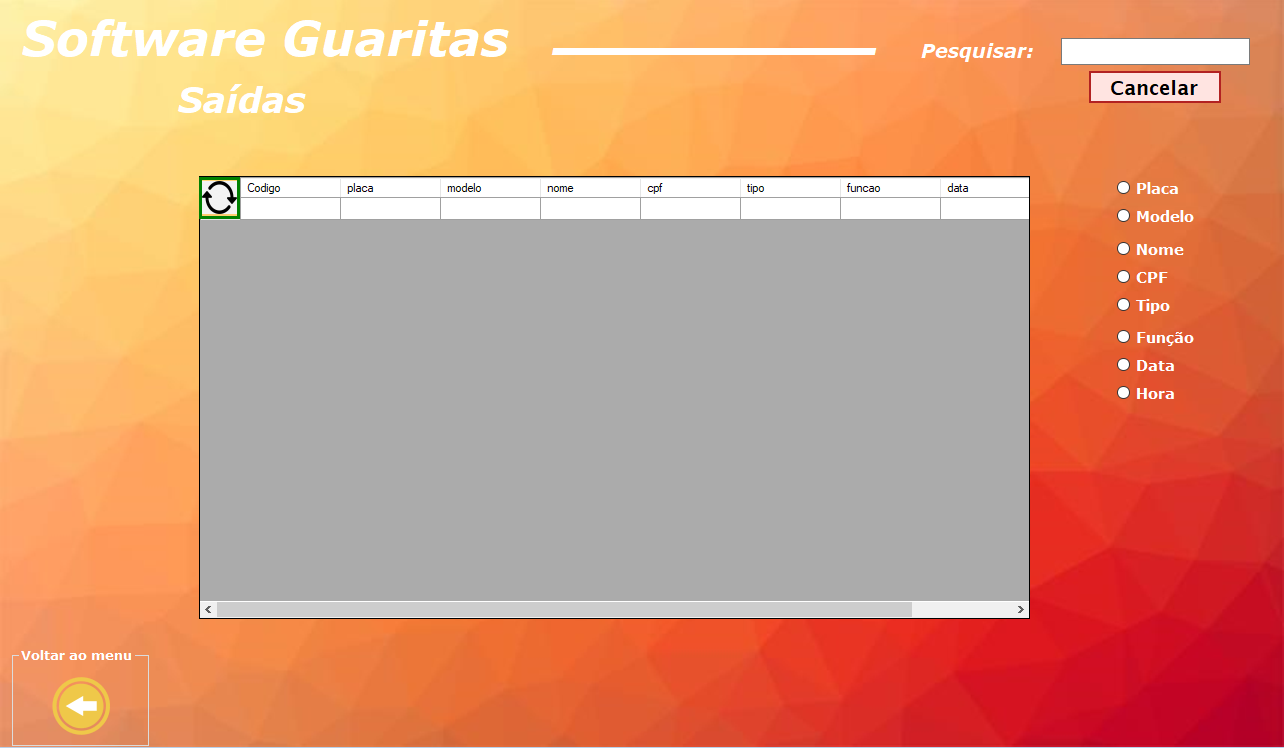 Software Guaritas
Pesquisar:
Cancelar
Saídas
Codigo placa modelo nome cpf tipo funcao data
Placa
Modelo
Nome
CPF
Tipo
Função
Data
Hora
Voltar ao menu